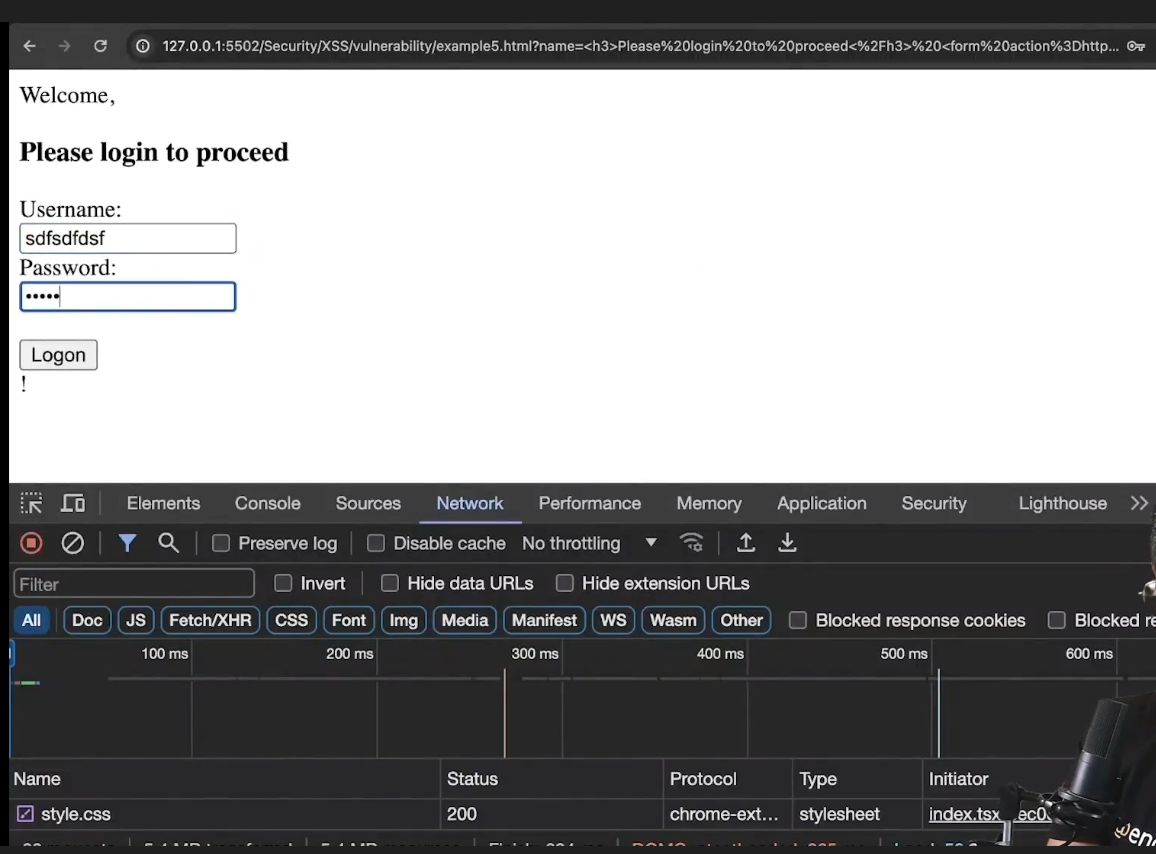 127.0.0.1:5502/Security/XSS/vulnerability/example5.html?name=<h3>Please%20login%20to%20proceed<%2Fh3>%20<form%20action%3Dhttp...
Welcome,
Please login to proceed
Username:
sdfsdfdsf
Password:
•••••
Logon
!
Elements Console Sources Network Performance Memory Application Security Lighthouse
Preserve log Disable cache No throttling
Filter Invert Hide data URLs Hide extension URLs
All Doc JS Fetch/XHR CSS Font Img Media Manifest WS Wasm Other Blocked response cookies Blocked
100 ms 200 ms 300 ms 400 ms 500 ms 600 ms
Name Status Protocol Type Initiator
style.css 200 chrome-ext... stylesheet index.tsx